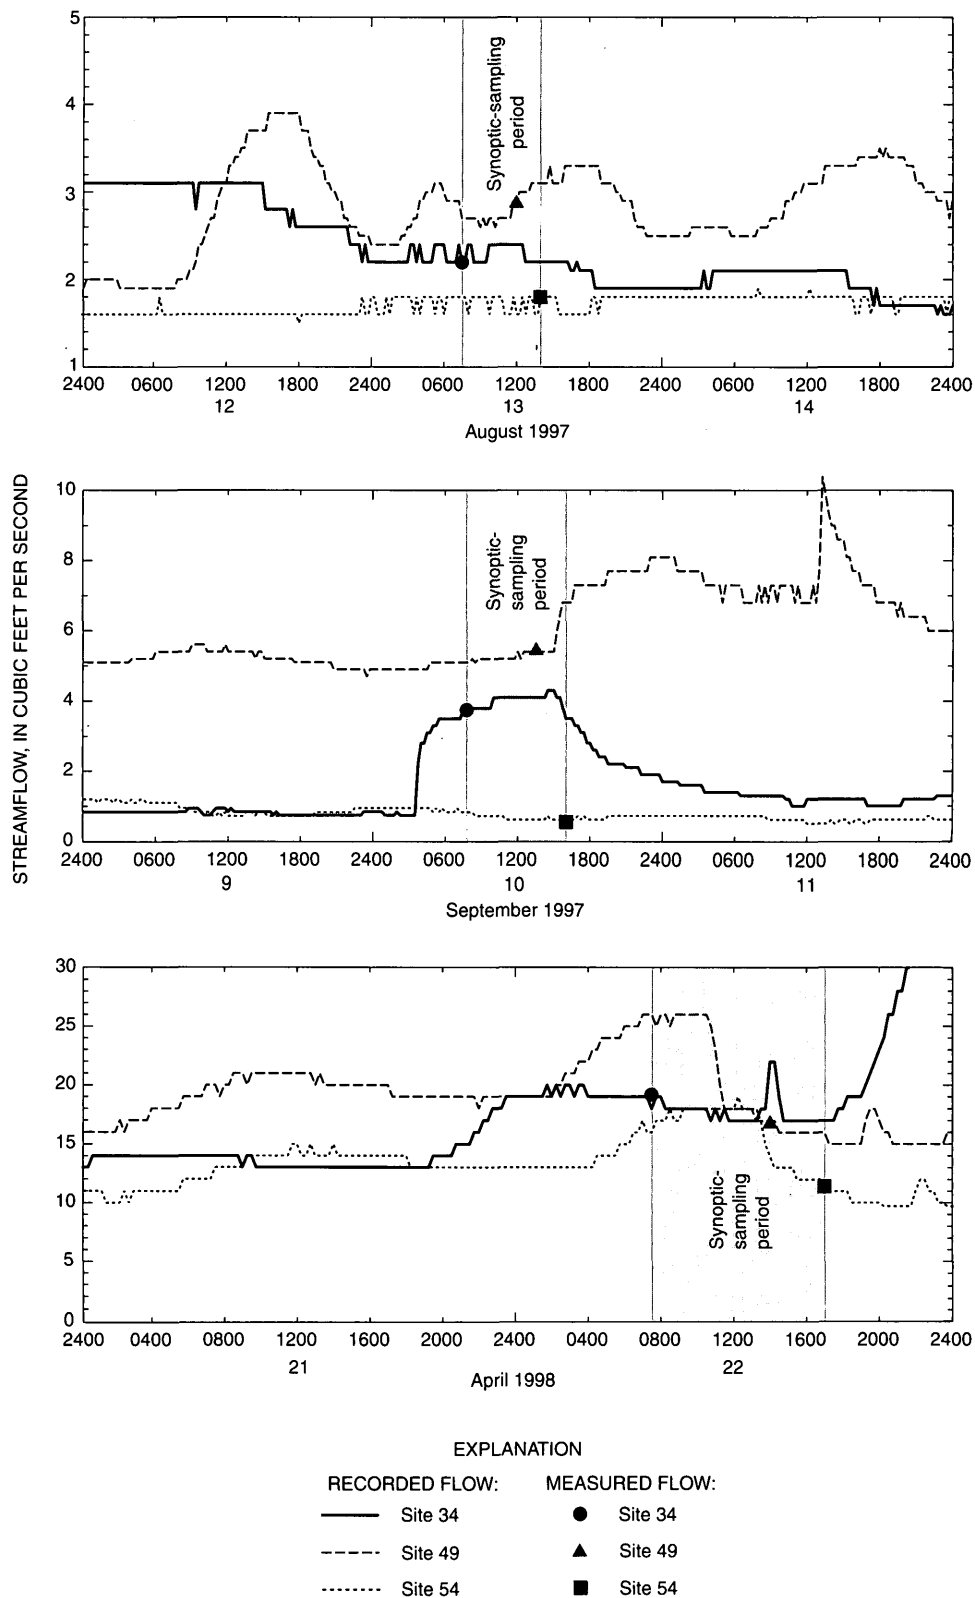 STREAMFLOW, IN CUBIC FEET PER SECOND
5
4
3
2
1
Synoptic-sampling
period
2400 0600 1200 1800 2400 0600 1200 1800 2400 0600 1200 1800 2400
12 13 14
August 1997
10
8
6
4
2
0
Synoptic-
sampling
period
2400 0600 1200 1800 2400 0600 1200 1800 2400 0600 1200 1800 2400
9 10 11
September 1997
30
25
20
15
10
5
0
Synoptic-
sampling
period
2400 0400 0800 1200 1600 2000 2400 0400 0800 1200 1600 2000 2400
21 22
April 1998
EXPLANATION
RECORDED FLOW: MEASURED FLOW:
Site 34 Site 34
Site 49 Site 49
Site 54 Site 54